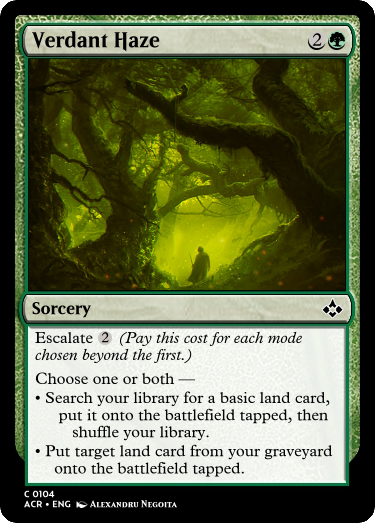 Verdant Haze 2
Sorcery
Escalate 2 (Pay this cost for each mode
chosen beyond the first.)
Choose one or both —
• Search your library for a basic land card,
put it onto the battlefield tapped, then
shuffle your library.
• Put target land card from your graveyard
onto the battlefield tapped.
C 0104
ACR • ENG Alexandru Negoita